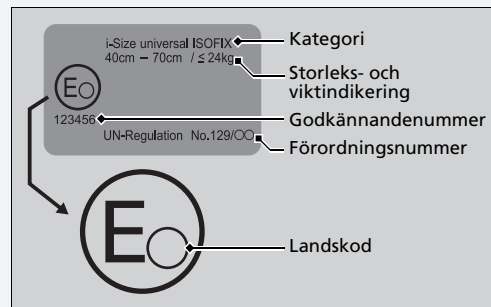 i-Size universal ISOFIX
40cm – 70cm / ≤ 24kg
E○
123456
UN-Regulation No.129/○○
Kategori
Storleks- och
viktindikering
Godkännandenummer
Förordningsnummer
E○
Landskod